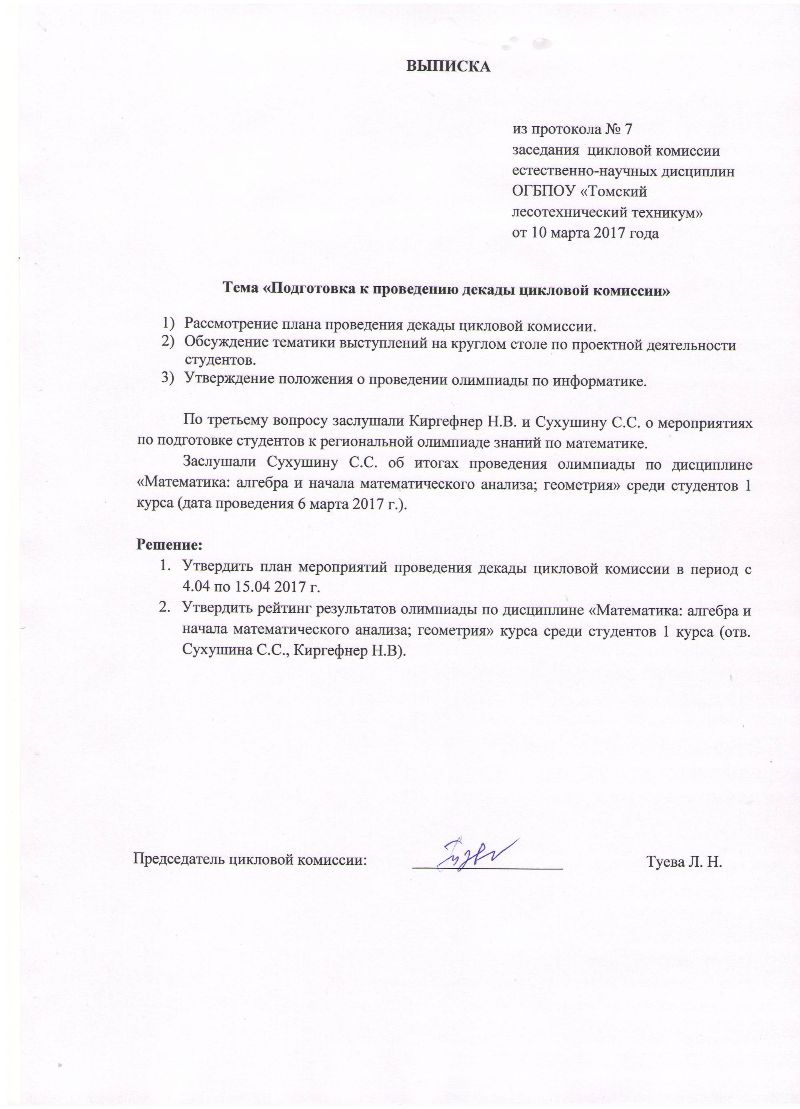 ВЫПИСКА
из протокола № 7
заседания цикловой комиссии
естественно-научных дисциплин
ОГБПОУ «Томский
лесотехнический техникум»
от 10 марта 2017 года
Тема «Подготовка к проведению декады цикловой комиссии»
1) Рассмотрение плана проведения декады цикловой комиссии.
2) Обсуждение тематики выступлений на круглом столе по проектной деятельности
студентов.
3) Утверждение положения о проведении олимпиады по информатике.
По третьему вопросу заслушали Киргефнер Н.В. и Сухушину С.С. о мероприятиях
по подготовке студентов к региональной олимпиаде знаний по математике.
Заслушали Сухушину С.С. об итогах проведения олимпиады по дисциплине
«Математика: алгебра и начала математического анализа; геометрия» среди студентов 1
курса (дата проведения 6 марта 2017 г.).
Решение:
1. Утвердить план мероприятий проведения декады цикловой комиссии в период с
4.04 по 15.04 2017 г.
2. Утвердить рейтинг результатов олимпиады по дисциплине «Математика: алгебра и
начала математического анализа; геометрия» курса среди студентов 1 курса (отв.
Сухушина С.С., Киргефнер Н.В).
Председатель цикловой комиссии: Туева Л. Н.